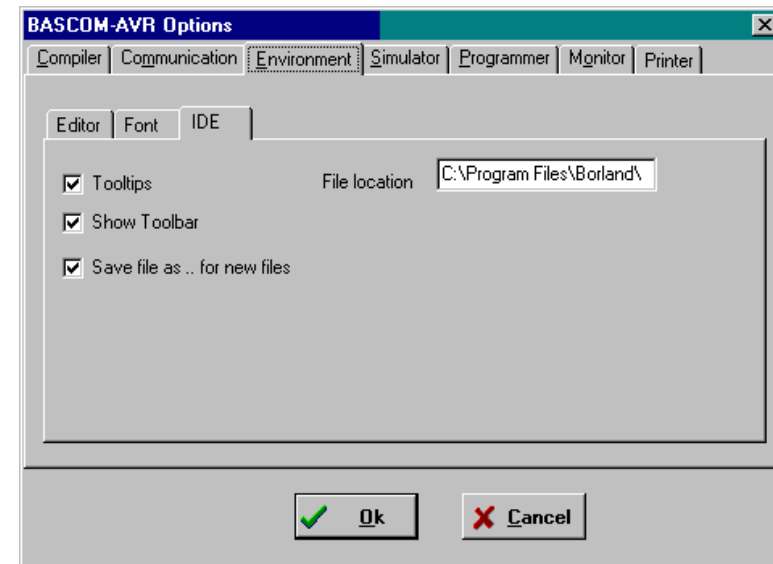 BASCOM-AVR Options
Compiler Communication Environment Simulator Programmer Monitor Printer
Editor Font IDE
Tooltips File location C:\Program Files\Borland\
Show Toolbar
Save file as .. for new files
Ok Cancel